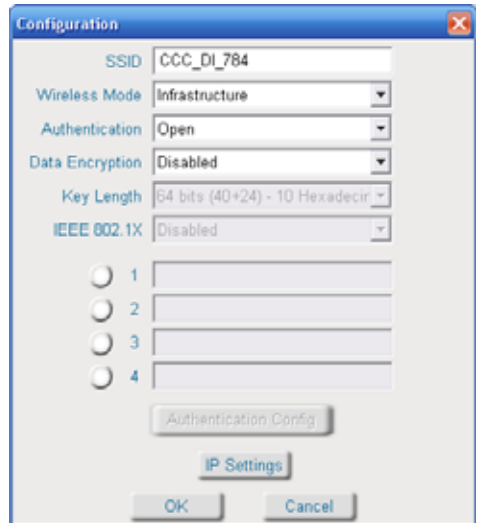 Configuration
SSID CCC_DI_784
Wireless Mode Infrastructure
Authentication Open
Data Encryption Disabled
Key Length 64 bits (40+24) - 10 Hexadecir
IEEE 802.1X Disabled
1
2
3
4
Authentication Config
IP Settings
OK Cancel